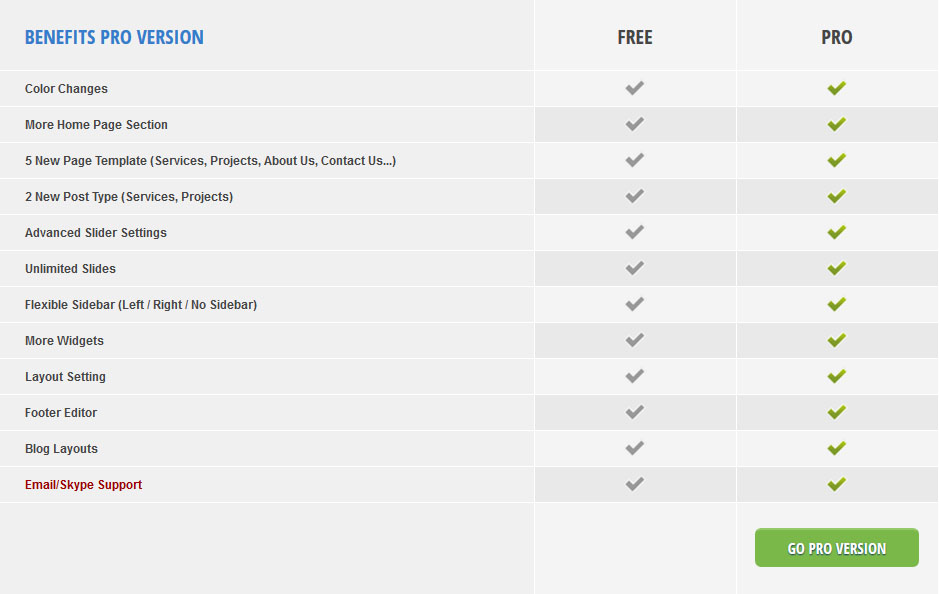 BENEFITS PRO VERSION FREE PRO
Color Changes
More Home Page Section
5 New Page Template (Services, Projects, About Us, Contact Us...)
2 New Post Type (Services, Projects)
Advanced Slider Settings
Unlimited Slides
Flexible Sidebar (Left / Right / No Sidebar)
More Widgets
Layout Setting
Footer Editor
Blog Layouts
Email/Skype Support
GO PRO VERSION